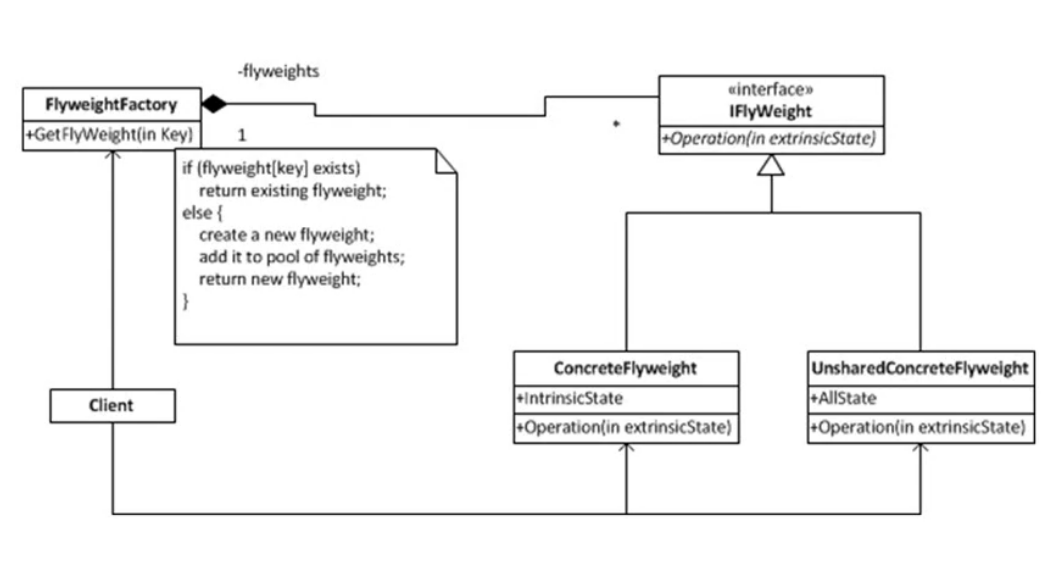 -flyweights
FlyweightFactory
+GetFlyWeight(in Key)
1
*
«interface»
IFlyWeight
+Operation(in extrinsicState)
if (flyweight[key] exists)
return existing flyweight;
else {
create a new flyweight;
add it to pool of flyweights;
return new flyweight;
}
Client
ConcreteFlyweight
+IntrinsicState
+Operation(in extrinsicState)
UnsharedConcreteFlyweight
+AllState
+Operation(in extrinsicState)